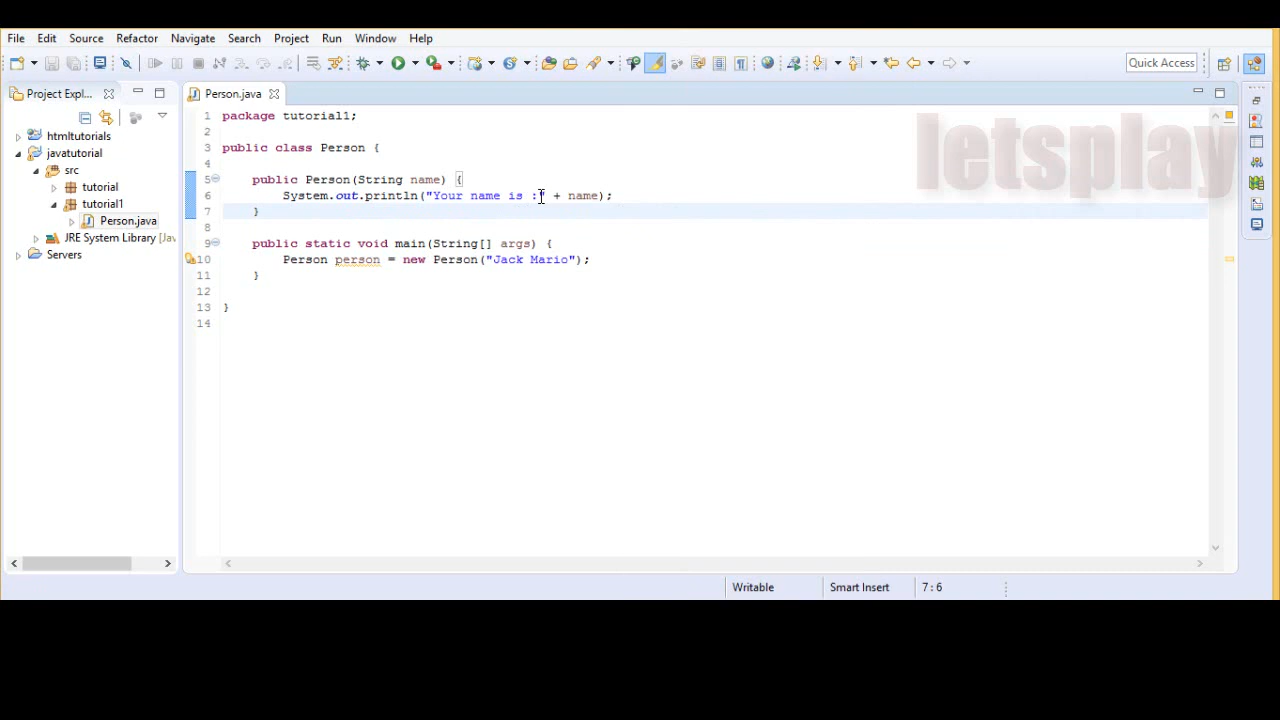 File Edit Source Refactor Navigate Search Project Run Window Help
Quick Access
Project Expl...
Person.java
htmltutorials
javatutorial
src
tutorial
tutorial1
Person.java
JRE System Library [Jav
Servers
1 package tutorial1;
2
3 public class Person {
4
5 public Person(String name) {
6 System.out.println("Your name is :" + name);
7 }
8
9 public static void main(String[] args) {
10 Person person = new Person("Jack Mario");
11 }
12
13 }
14
letsplay
Writable Smart Insert 7 : 6